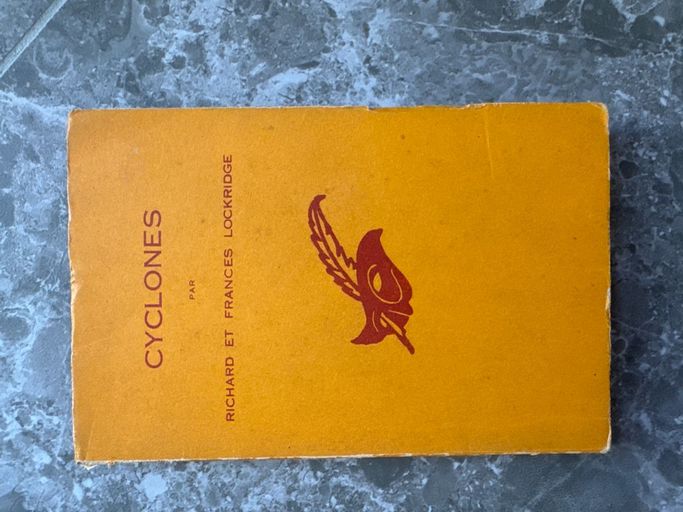 CYCLONES
PAR
RICHARD ET FRANCES LOCKRIDGE